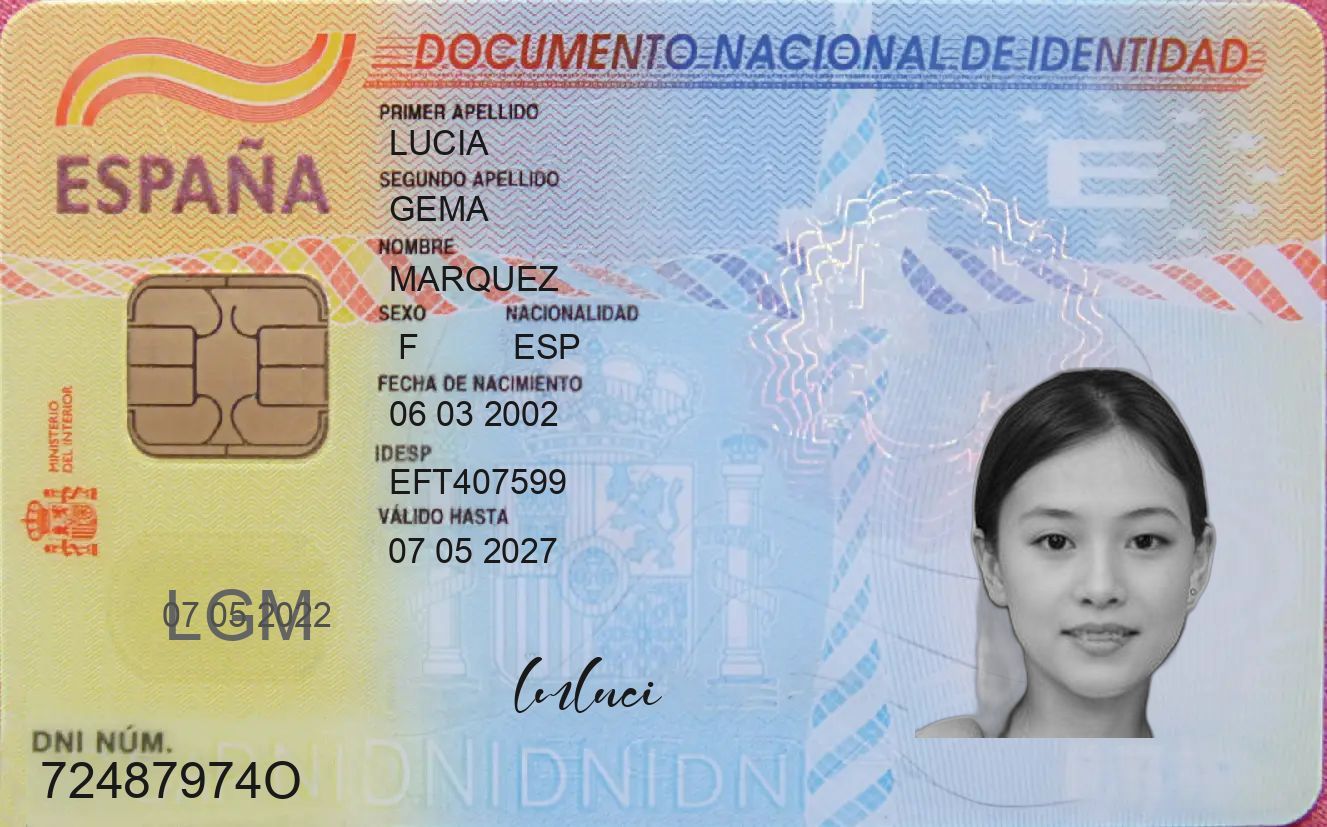 DOCUMENTO NACIONAL DE IDENTIDAD
ESPAÑA
PRIMER APELLIDO
LUCIA
SEGUNDO APELLIDO
GEMA
NOMBRE
MARQUEZ
SEXO NACIONALIDAD
F ESP
FECHA DE NACIMIENTO
06 03 2002
IDESP
EFT407599
VÁLIDO HASTA
07 05 2027
MINISTERIO
DEL INTERIOR
E
LGM
07 05 2022
DNI NÚM.
72487974O
DNIDNIDNIDNI